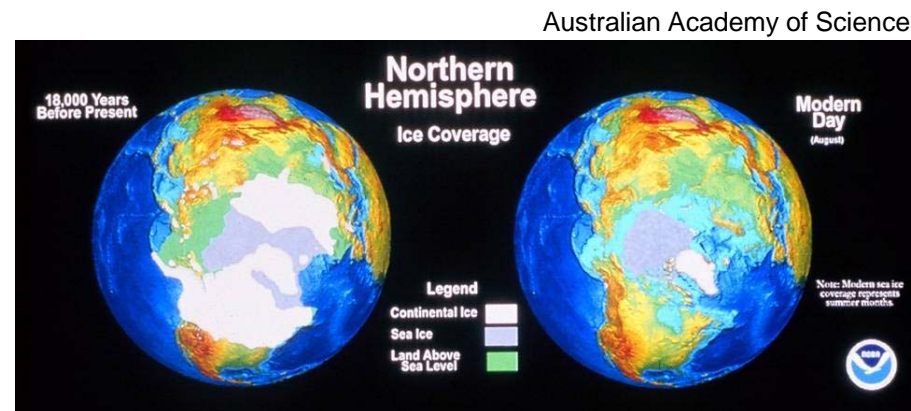 Australian Academy of Science
Northern
Hemisphere
Ice Coverage
18,000 Years
Before Present
Modern
Day
(August)
Legend
Continental Ice
Sea Ice
Land Above
Sea Level
Note: Modern sea ice
coverage represents
summer months.
NOAA